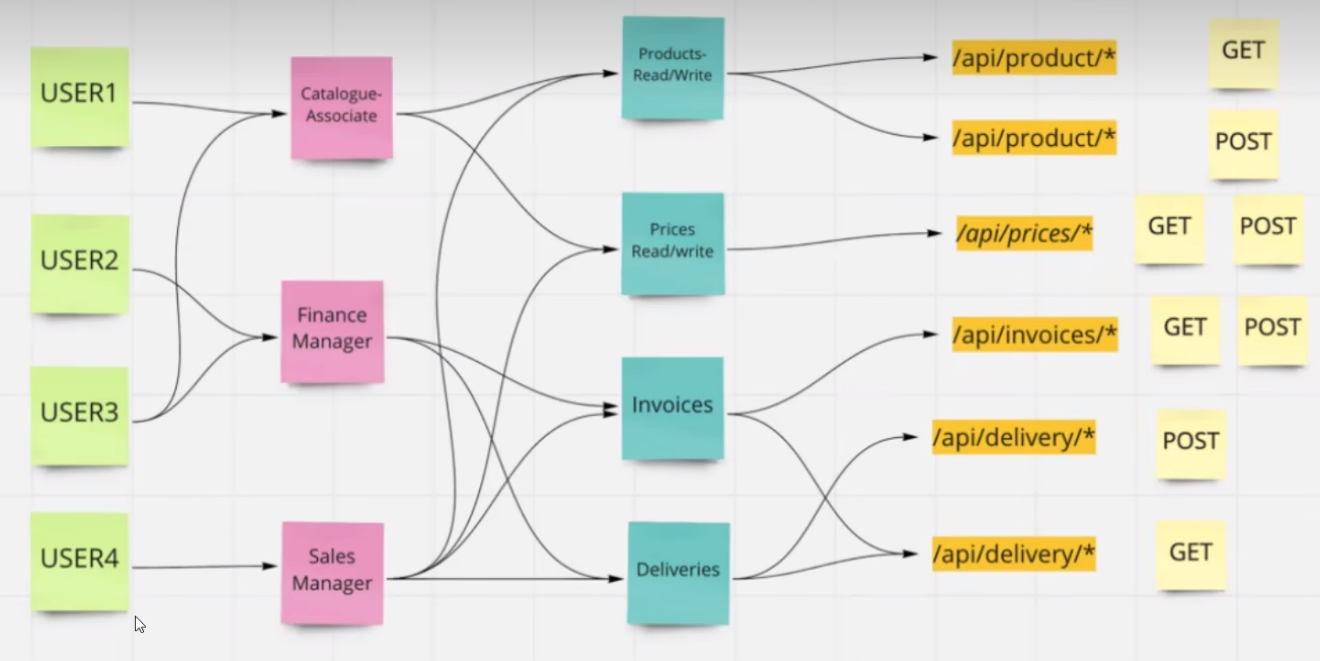 USER1
USER2
USER3
USER4
Catalogue-
Associate
Finance
Manager
Sales
Manager
Products-
Read/Write
Prices
Read/write
Invoices
Deliveries
/api/product/*
GET
/api/product/*
POST
/api/prices/*
GET
POST
/api/invoices/*
GET
POST
/api/delivery/*
POST
/api/delivery/*
GET